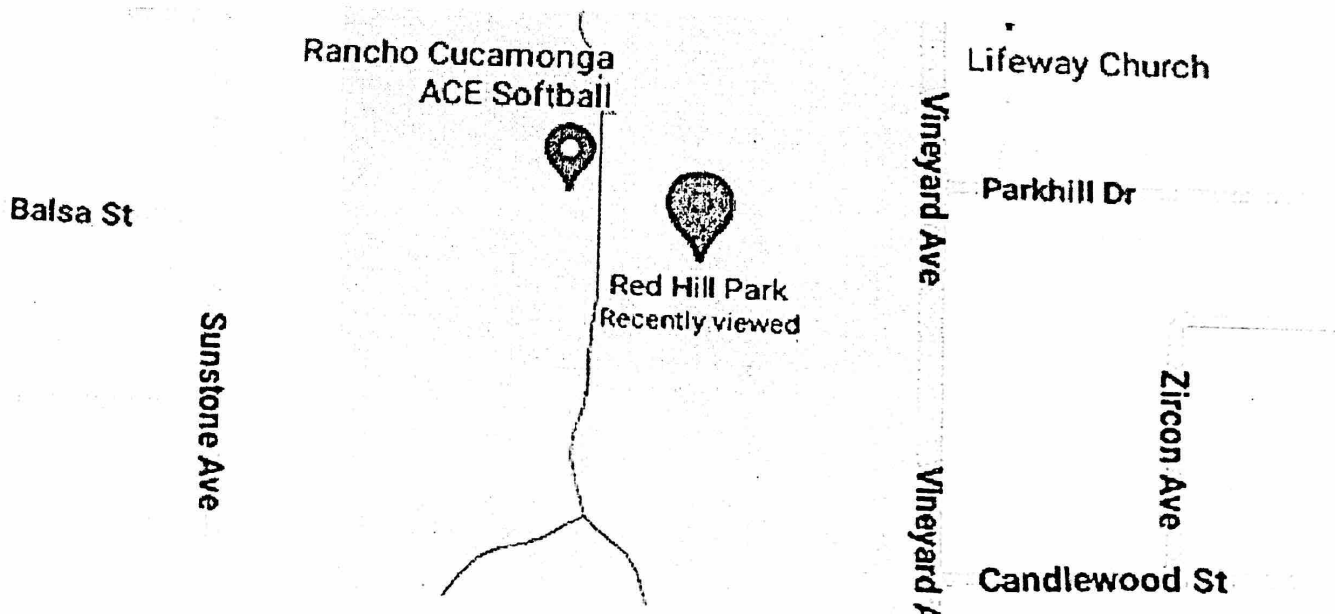 Rancho Cucamonga
ACE Softball
Lifeway Church
Vineyard Ave
Parkhill Dr
Balsa St
Red Hill Park
Recently viewed
Sunstone Ave
Zircon Ave
Vineyard A
Candlewood St